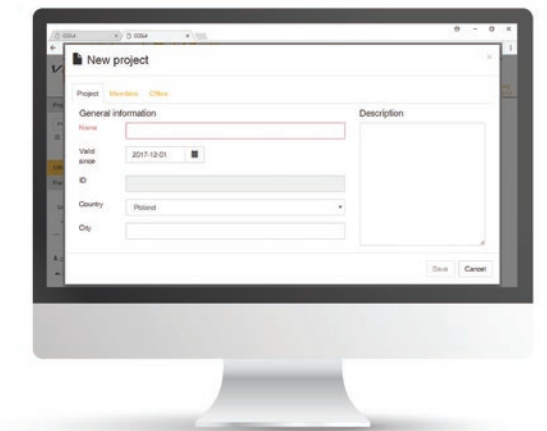 New project
×
Project Members Offers
General information
Description
Name
Valid since
2017-12-01
ID
Country
Poland
City
Save Cancel